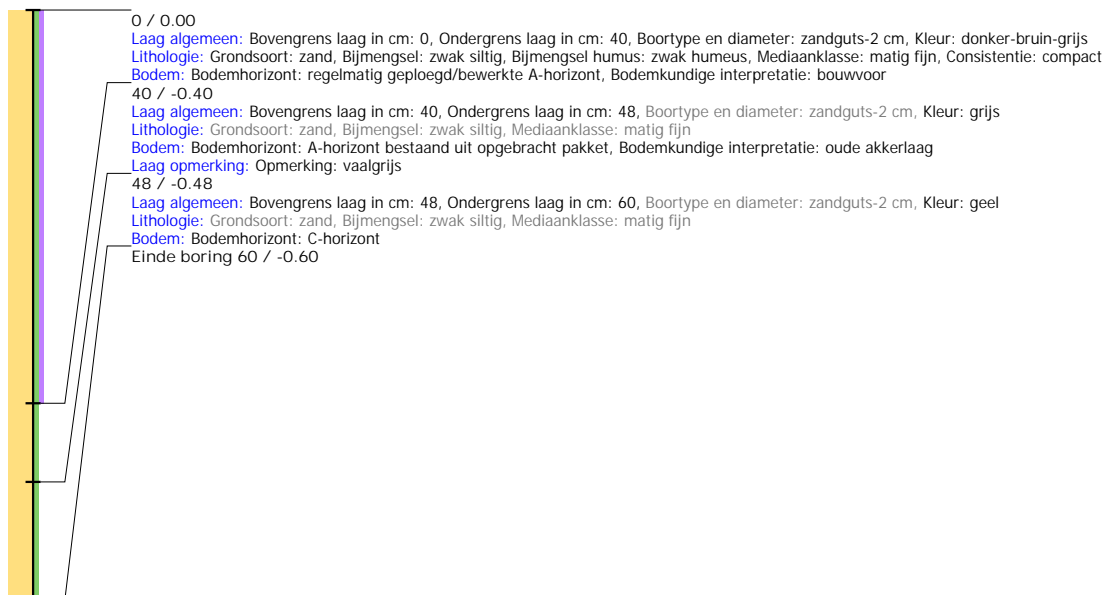 0 / 0.00
Laag algemeen: Bovengrens laag in cm: 0, Ondergrens laag in cm: 40, Boortype en diameter: zandguts-2 cm, Kleur: donker-bruin-grijs
Lithologie: Grondsoort: zand, Bijmengsel: zwak siltig, Bijmengsel humus: zwak humeus, Mediaanklasse: matig fijn, Consistentie: compact
Bodem: Bodemhorizont: regelmatig geploegd/bewerkte A-horizont, Bodemkundige interpretatie: bouwvoor
40 / -0.40
Laag algemeen: Bovengrens laag in cm: 40, Ondergrens laag in cm: 48, Boortype en diameter: zandguts-2 cm, Kleur: grijs
Lithologie: Grondsoort: zand, Bijmengsel: zwak siltig, Mediaanklasse: matig fijn
Bodem: Bodemhorizont: A-horizont bestaand uit opgebracht pakket, Bodemkundige interpretatie: oude akkerlaag
Laag opmerking: Opmerking: vaalgrijs
48 / -0.48
Laag algemeen: Bovengrens laag in cm: 48, Ondergrens laag in cm: 60, Boortype en diameter: zandguts-2 cm, Kleur: geel
Lithologie: Grondsoort: zand, Bijmengsel: zwak siltig, Mediaanklasse: matig fijn
Bodem: Bodemhorizont: C-horizont
Einde boring 60 / -0.60